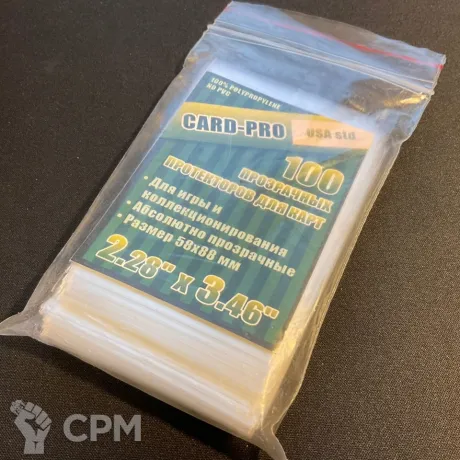 100% POLYPROPYLENE
NO PVC
CARD-PRO
USA std.
100
ПРОЗРАЧНЫХ
ПРОТЕКТОРОВ ДЛЯ КАРТ
• Для игры и
коллекционирования
• Абсолютно прозрачные
• Размер 58x88 мм
2.28" x 3.46"
CPM